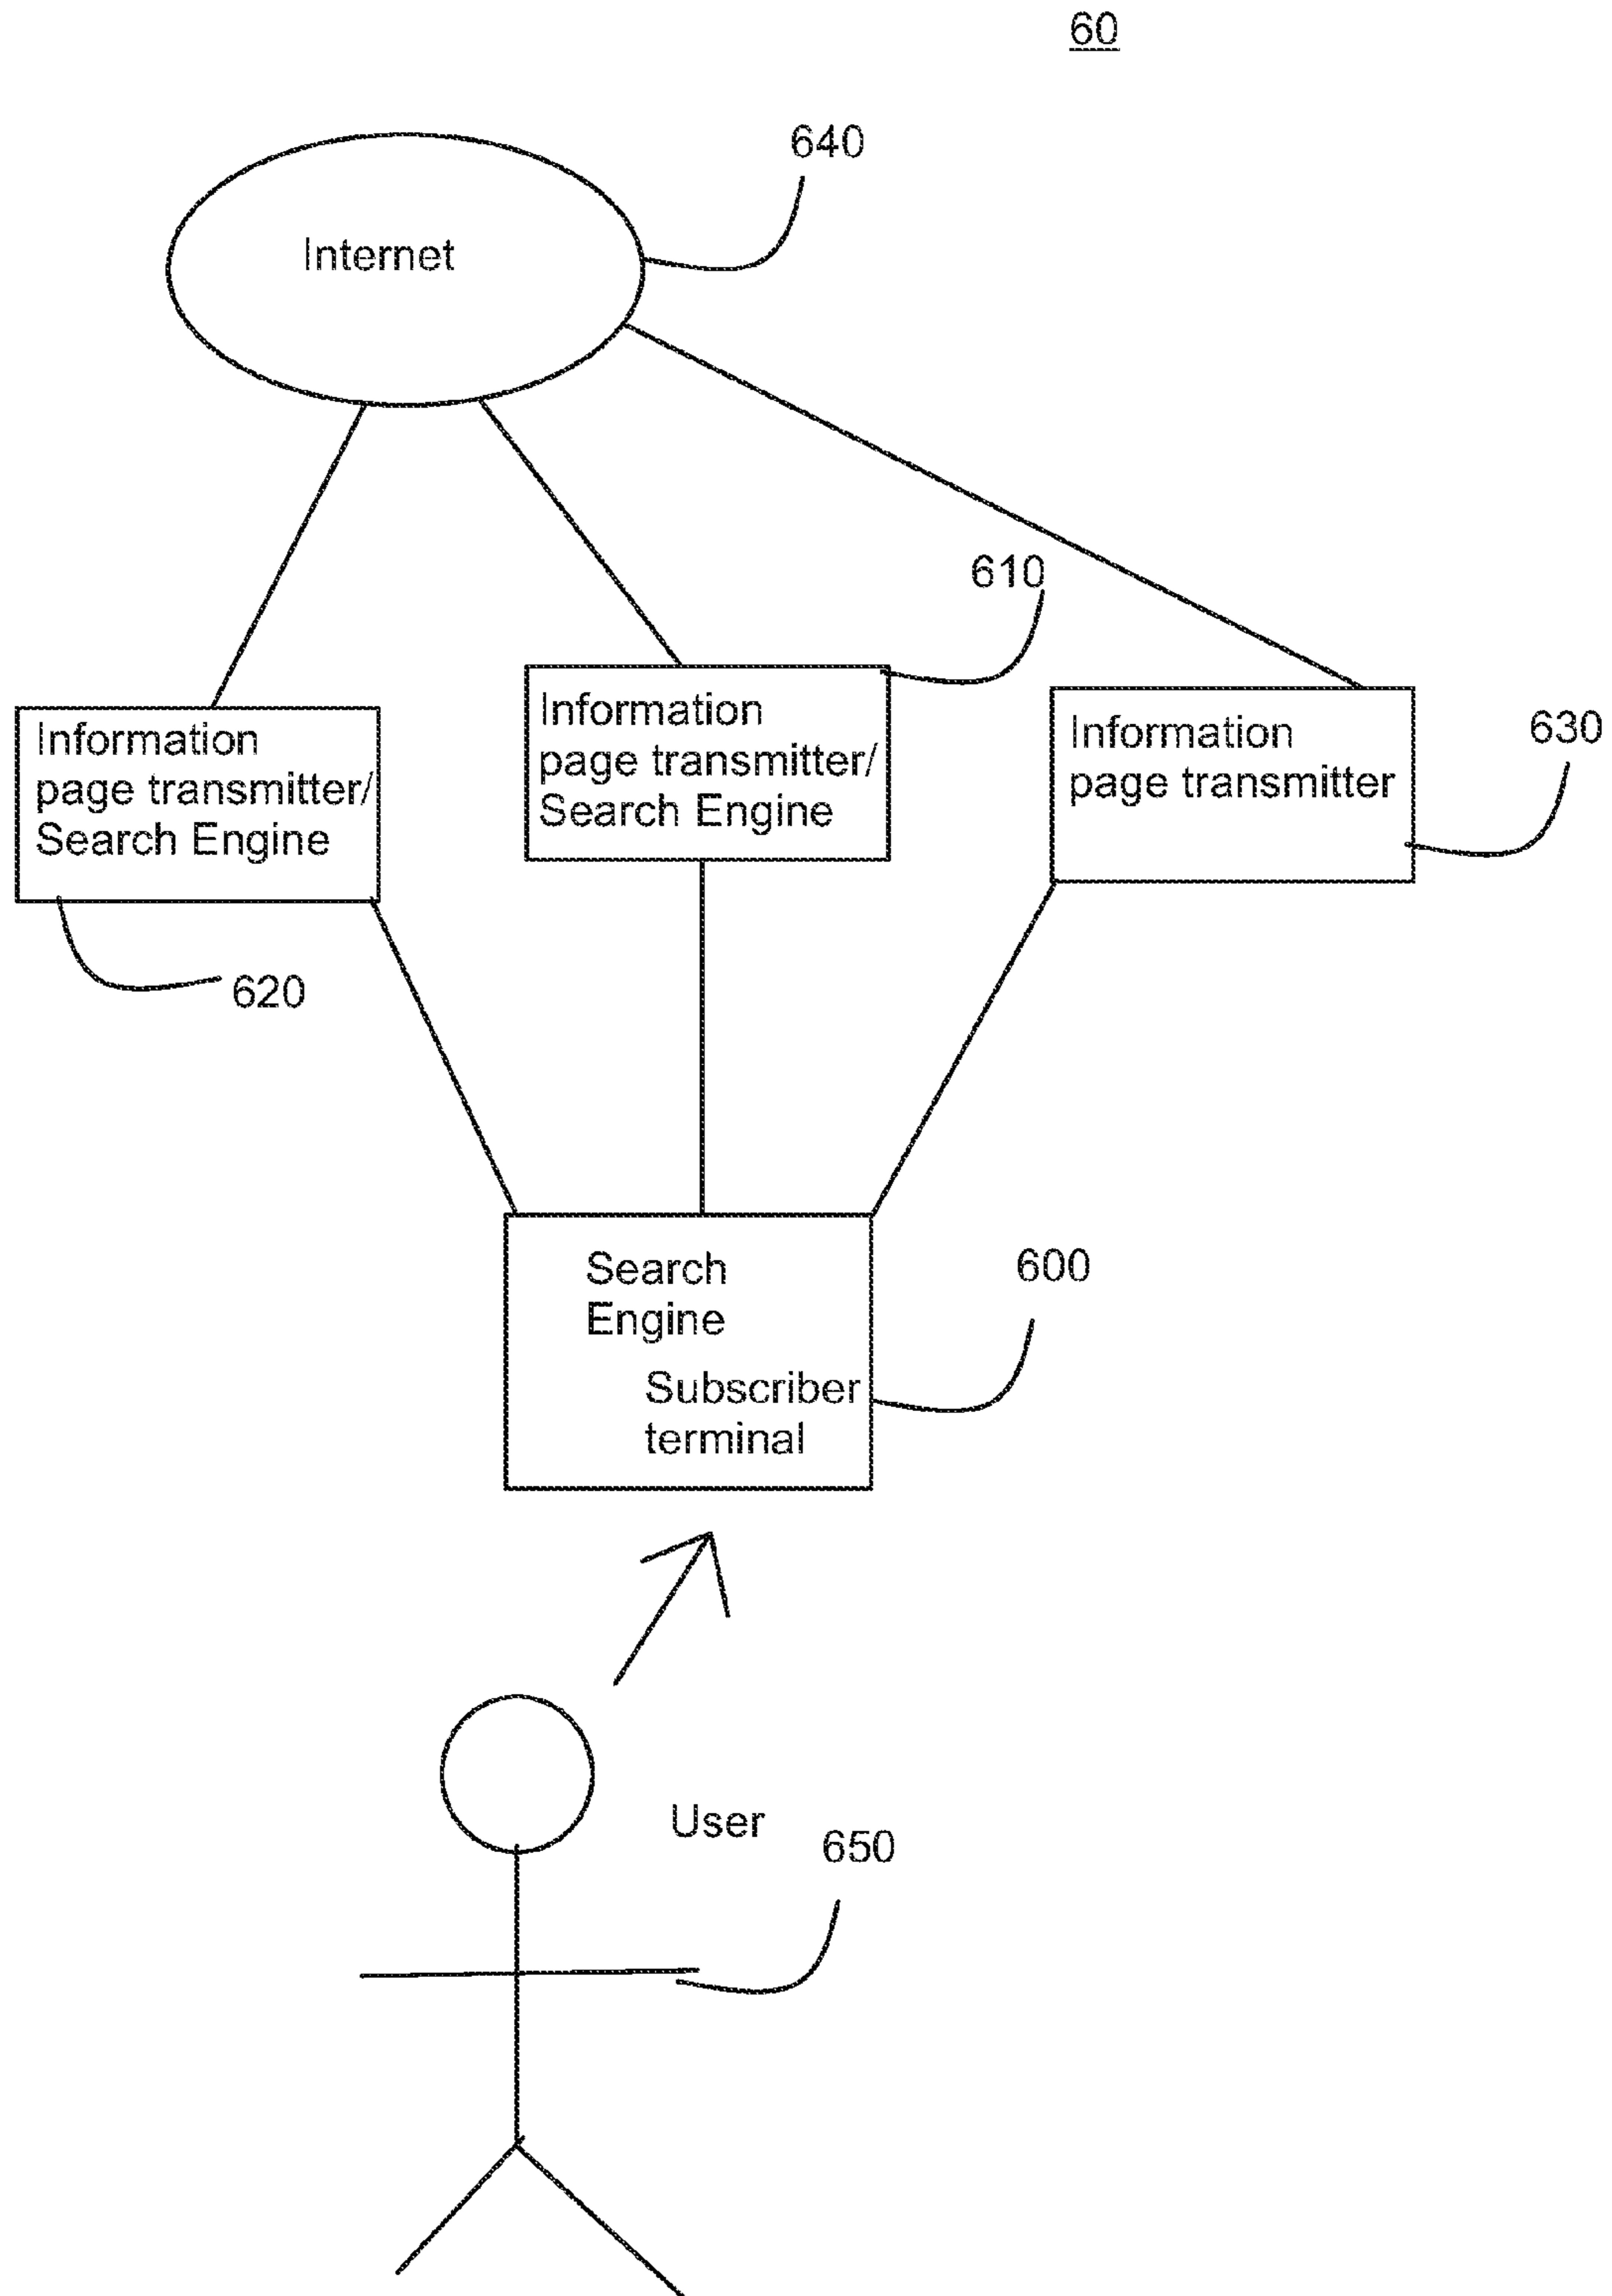 60
640
Internet
610
Information
page transmitter/
Search Engine
620
Information
page transmitter/
Search Engine
630
Information
page transmitter
Search
Engine
Subscriber
terminal
600
User
650